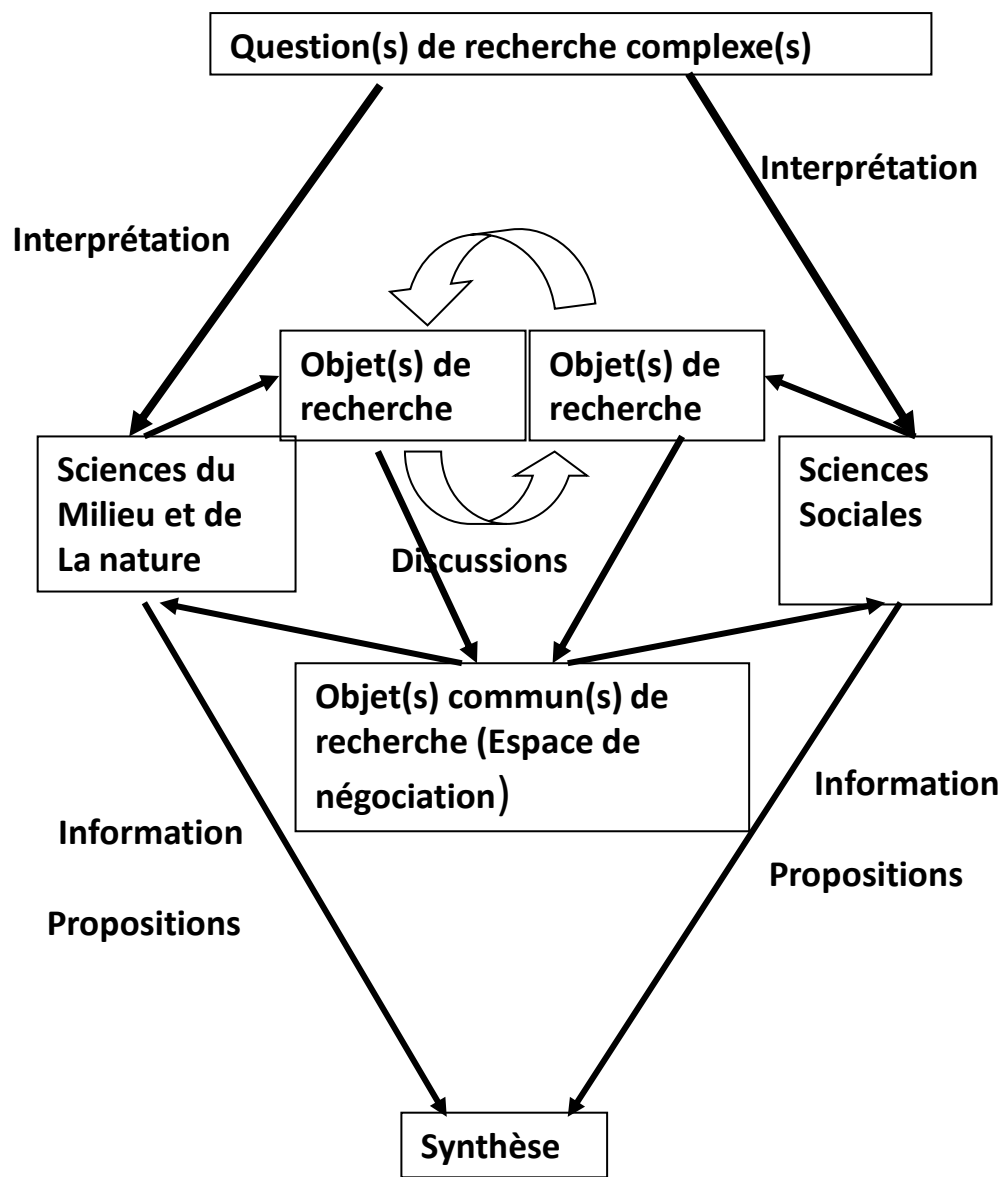 Question(s) de recherche complexe(s)
Interprétation
Interprétation
Objet(s) de
recherche
Objet(s) de
recherche
Sciences du
Milieu et de
La nature
Sciences
Sociales
Discussions
Objet(s) commun(s) de
recherche (Espace de
négociation)
Information
Propositions
Information
Propositions
Synthèse